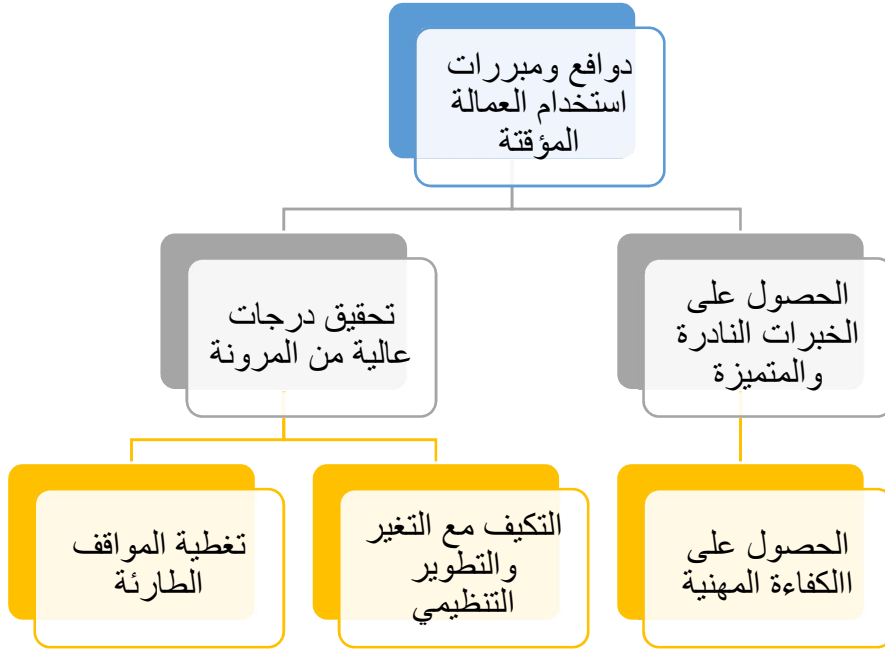 دوافع ومبررات
استخدام العمالة
المؤقتة
الحصول على
الخبرات النادرة
والمتميزة
تحقيق درجات
عالية من المرونة
الحصول على
االكفاءة المهنية
التكيف مع التغير
والتطوير
التنظيمي
تغطية المواقف
الطارئة